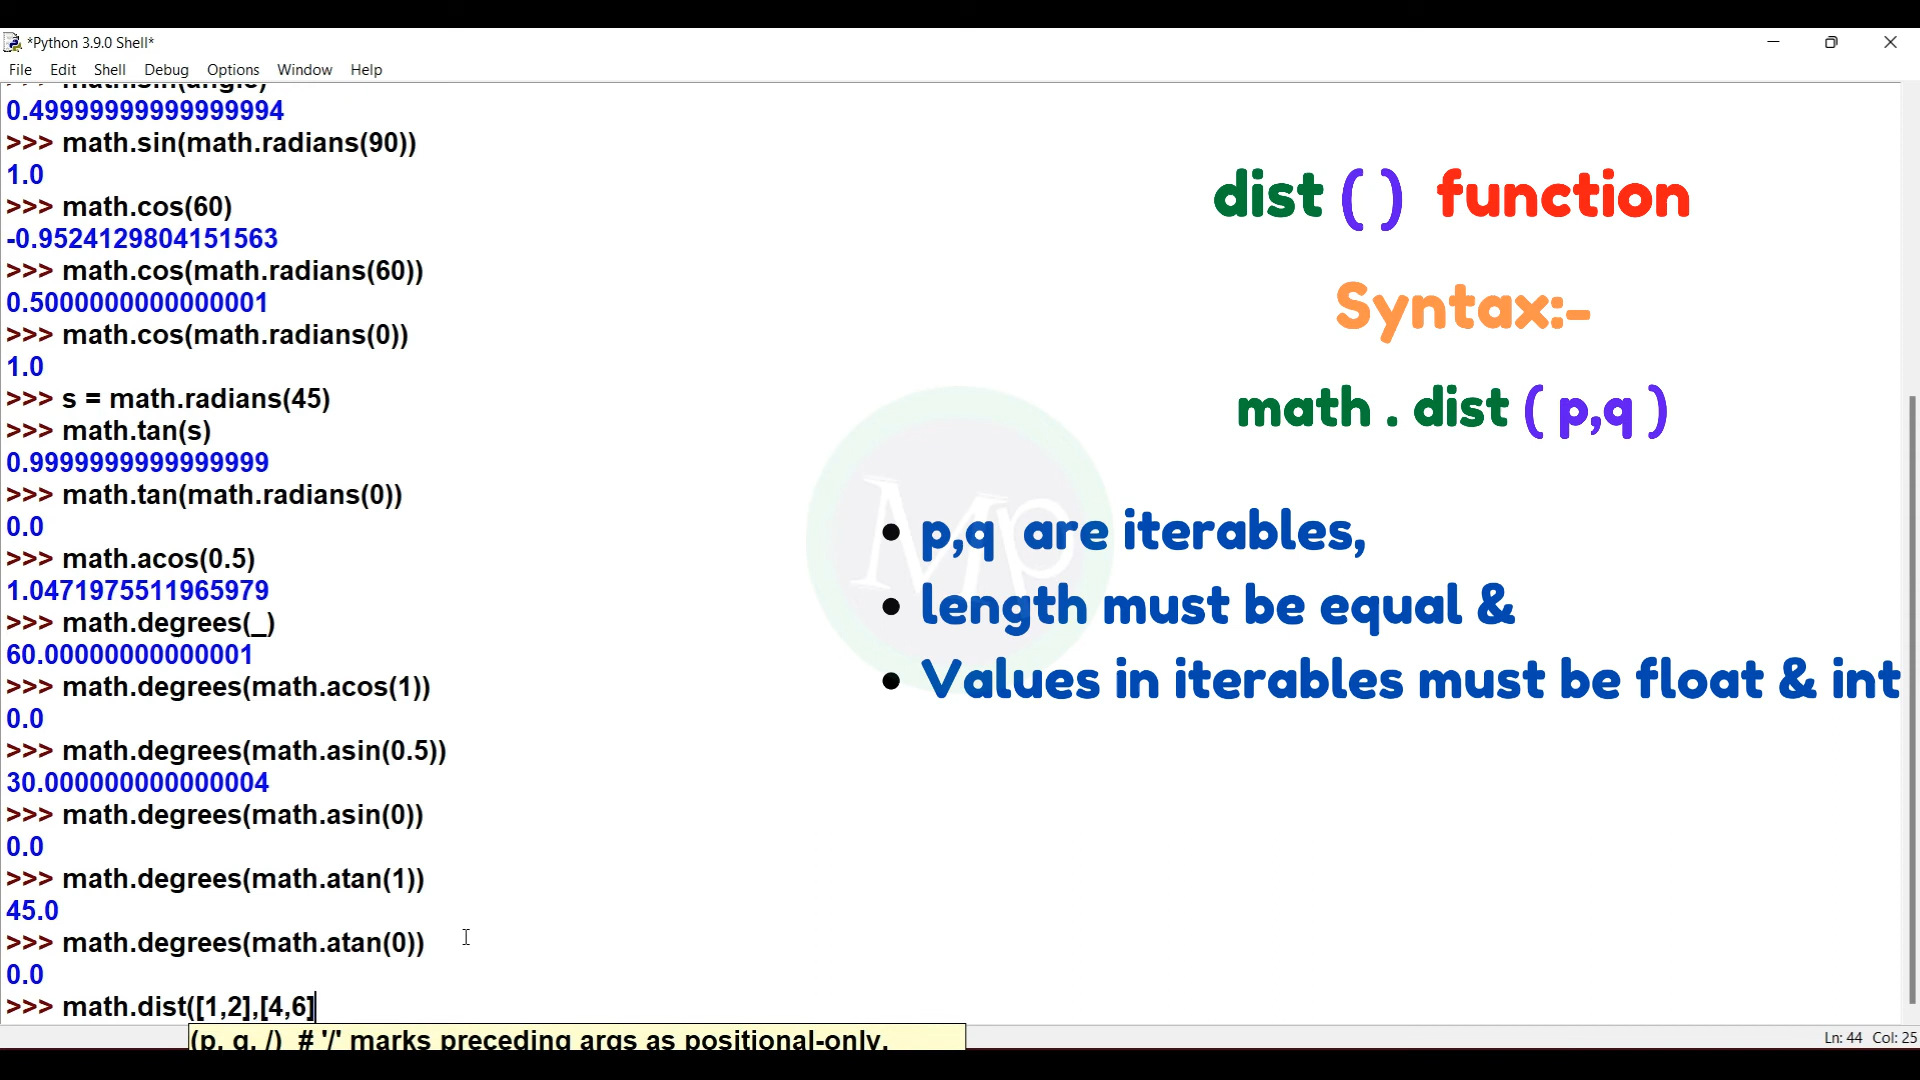 *Python 3.9.0 Shell*
File Edit Shell Debug Options Window Help
>>> math.sin(angle)
0.49999999999999994
>>> math.sin(math.radians(90))
1.0
>>> math.cos(60)
-0.9524129804151563
>>> math.cos(math.radians(60))
0.5000000000000001
>>> math.cos(math.radians(0))
1.0
>>> s = math.radians(45)
>>> math.tan(s)
0.9999999999999999
>>> math.tan(math.radians(0))
0.0
>>> math.acos(0.5)
1.0471975511965979
>>> math.degrees(_)
60.00000000000001
>>> math.degrees(math.acos(1))
0.0
>>> math.degrees(math.asin(0.5))
30.000000000000004
>>> math.degrees(math.asin(0))
0.0
>>> math.degrees(math.atan(1))
45.0
>>> math.degrees(math.atan(0))
0.0
>>> math.dist([1,2],[4,6]
(p, q, /) # '/' marks preceding args as positional-only.
dist ( ) function
Syntax:-
math . dist ( p,q )
Mp
• p,q are iterables,
• length must be equal &
• Values in iterables must be float & int
Ln: 44 Col: 25